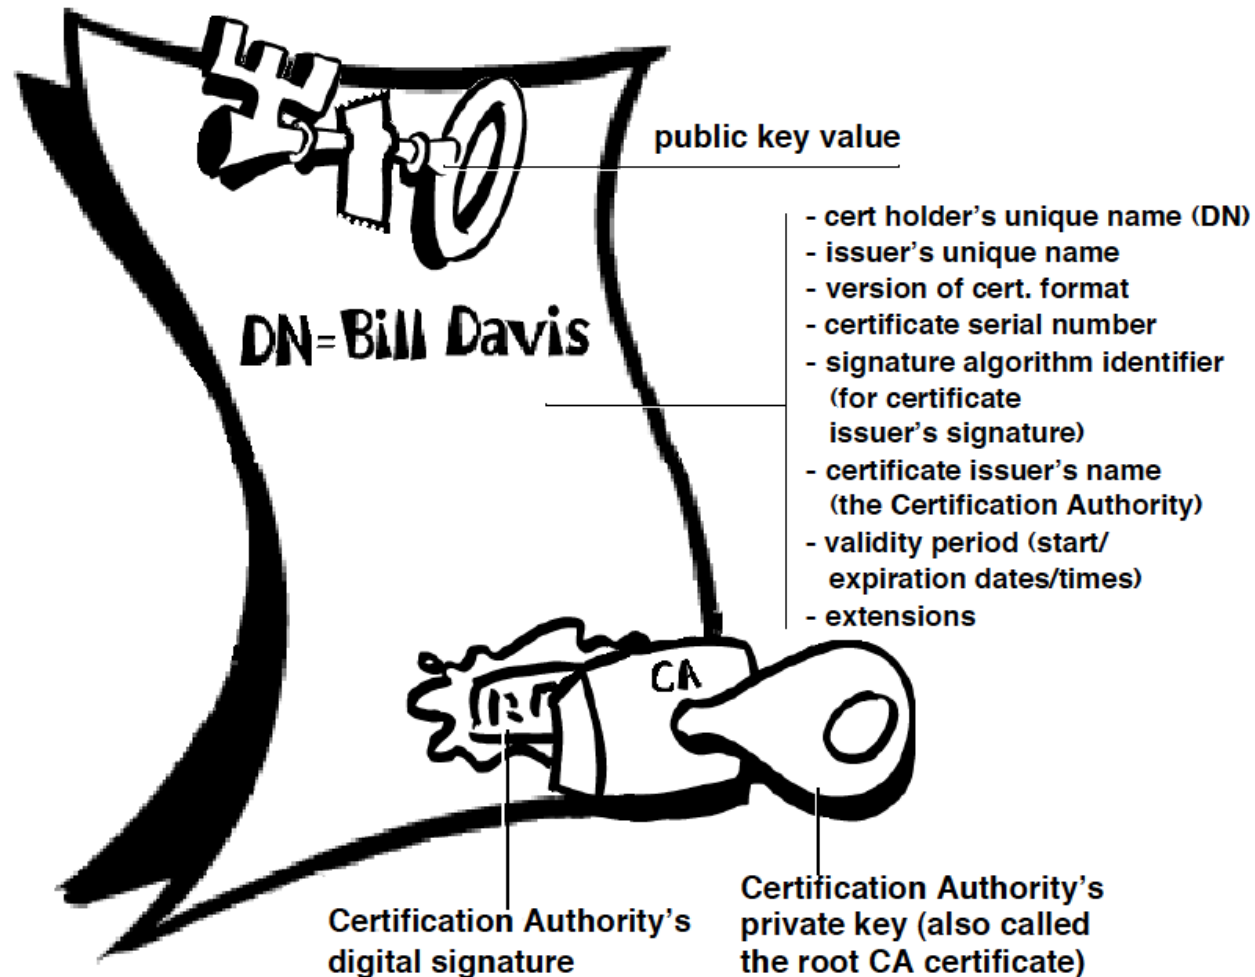 public key value
- cert holder's unique name (DN)
- issuer's unique name
- version of cert. format
- certificate serial number
- signature algorithm identifier
(for certificate
issuer's signature)
- certificate issuer's name
(the Certification Authority)
- validity period (start/
expiration dates/times)
- extensions
DN=Bill Davis
CA
Certification Authority's
digital signature
Certification Authority's
private key (also called
the root CA certificate)